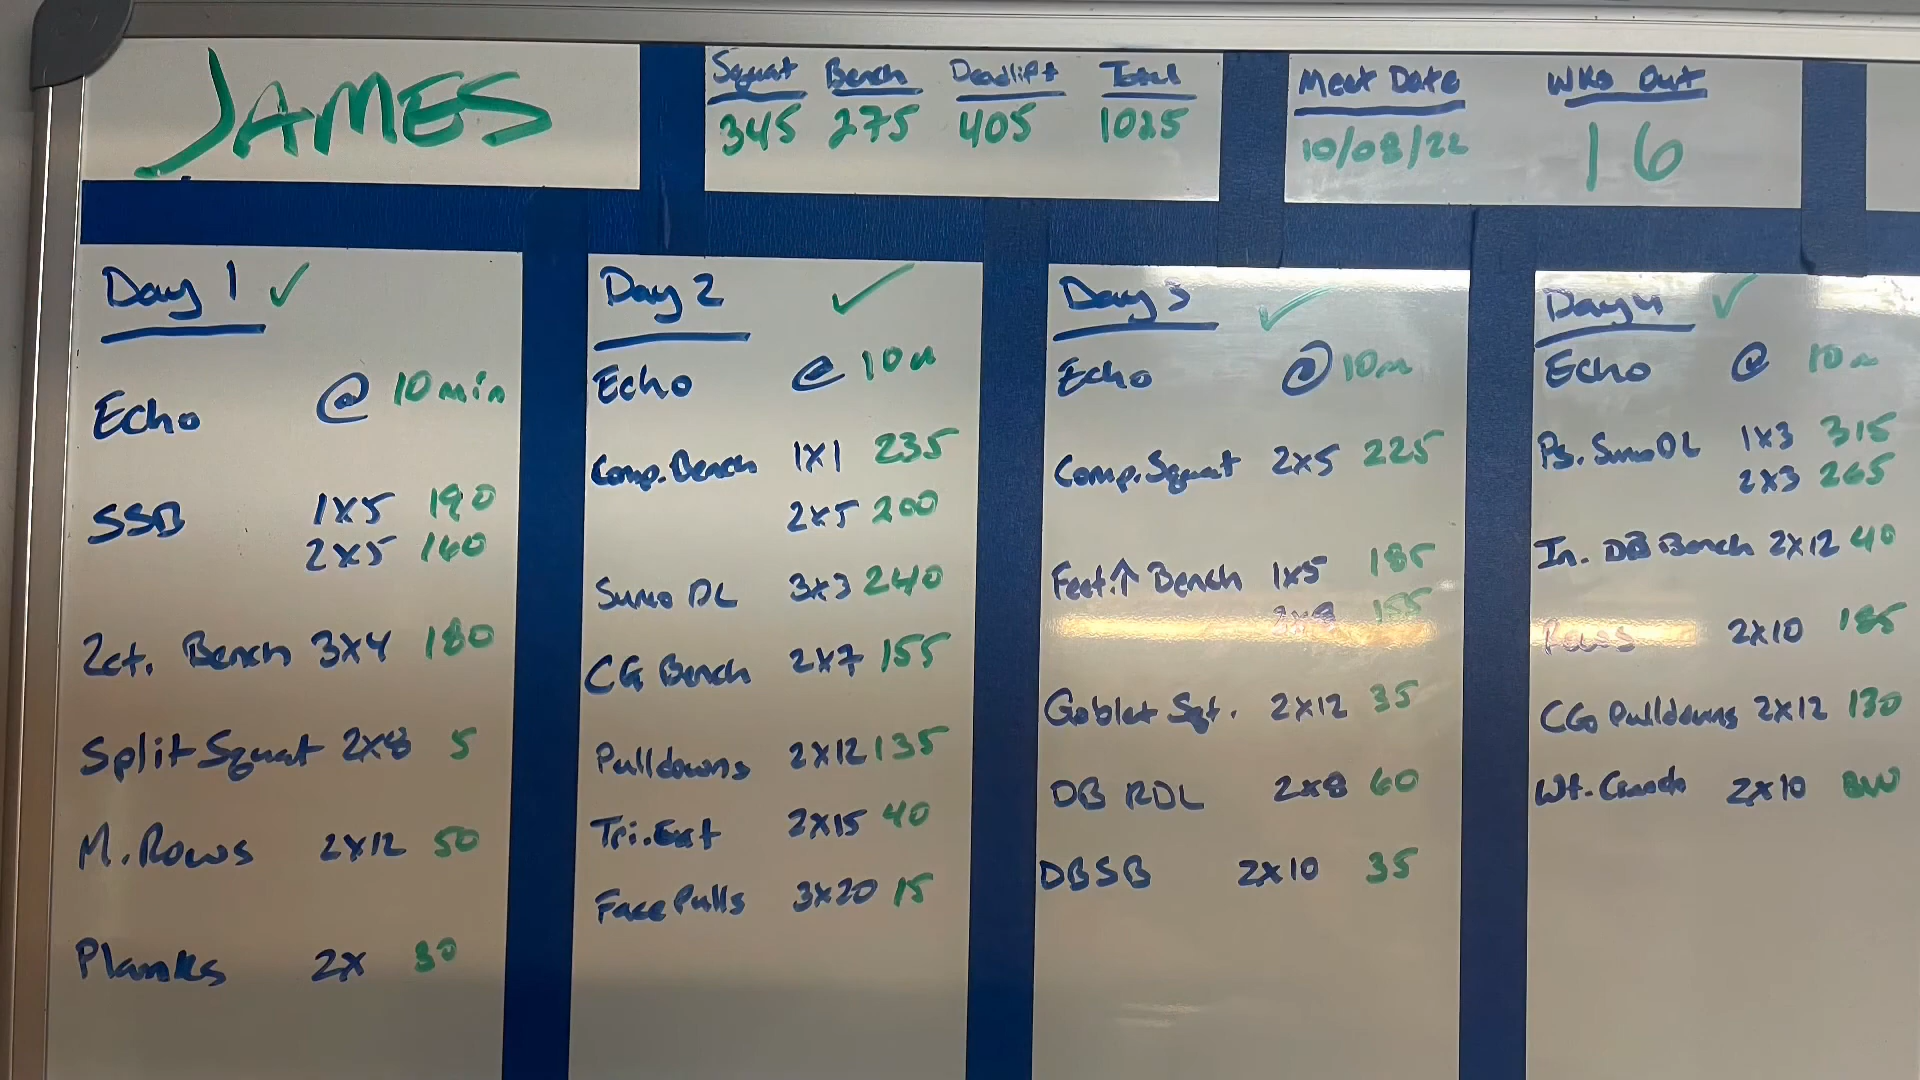 JAMES
Squat Bench Deadlift Total
345 275 405 1025
Meet Date Wks Out
10/08/22 16
Day 1 ✓
Echo @ 10 min
SSB 1x5 190
2x5 160
2ct. Bench 3x4 180
Split Squat 2x8 5
M. Rows 2x12 50
Planks 2x 30
Day 2 ✓
Echo @ 10m
Comp. Bench 1x1 235
2x5 200
Sumo DL 3x3 240
CG Bench 2x7 155
Pulldowns 2x12 135
Tri. Ext 2x15 40
Face Pulls 3x20 15
Day 3 ✓
Echo @ 10m
Comp. Squat 2x5 225
Feet ↑ Bench 1x5 185
2x8 155
Goblet Sqt. 2x12 35
DB RDL 2x8 60
DBSB 2x10 35
Day 4 ✓
Echo @ 10m
Ps. Sumo DL 1x3 315
2x3 265
In. DB Bench 2x12 40
Rows 2x10 185
CG Pulldowns 2x12 130
Wt. 2x10 BW